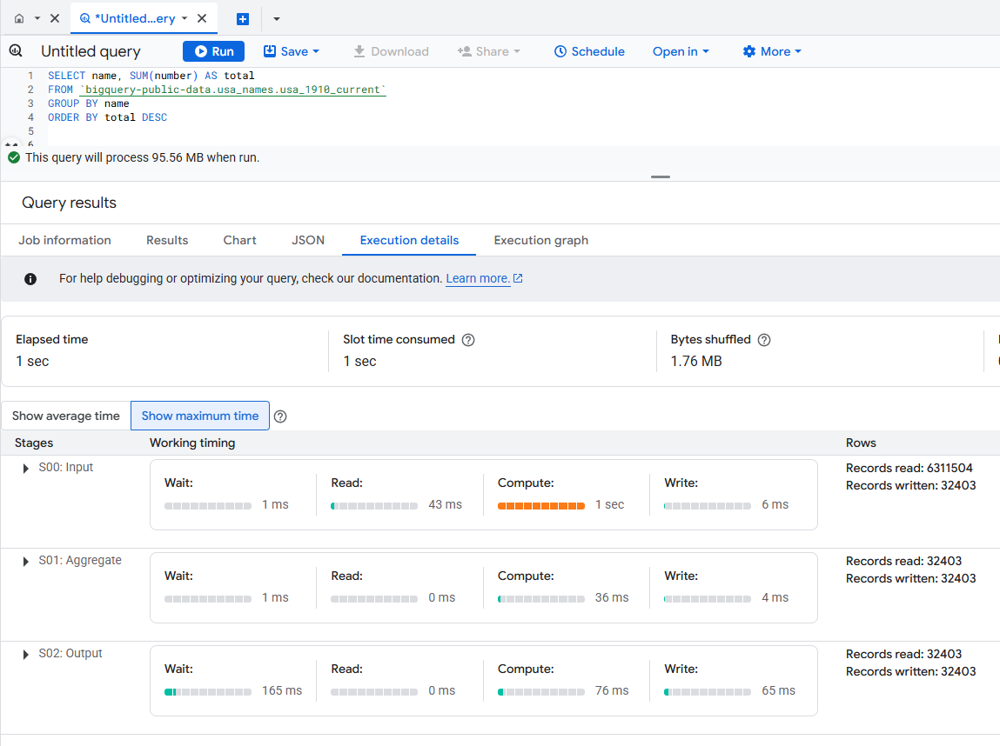 *Untitled...ery
Untitled query Run Save Download Share Schedule Open in More
1 SELECT name, SUM(number) AS total
2 FROM `bigquery-public-data.usa_names.usa_1910_current`
3 GROUP BY name
4 ORDER BY total DESC
5
6
This query will process 95.56 MB when run.
Query results
Job information Results Chart JSON Execution details Execution graph
For help debugging or optimizing your query, check our documentation. Learn more.
Elapsed time Slot time consumed Bytes shuffled
1 sec 1 sec 1.76 MB
Show average time Show maximum time
Stages Working timing Rows
S00: Input Records read: 6311504
Wait: Read: Compute: Write: Records written: 32403
1 ms 43 ms 1 sec 6 ms
S01: Aggregate Records read: 32403
Wait: Read: Compute: Write: Records written: 32403
1 ms 0 ms 36 ms 4 ms
S02: Output Records read: 32403
Wait: Read: Compute: Write: Records written: 32403
165 ms 0 ms 76 ms 65 ms